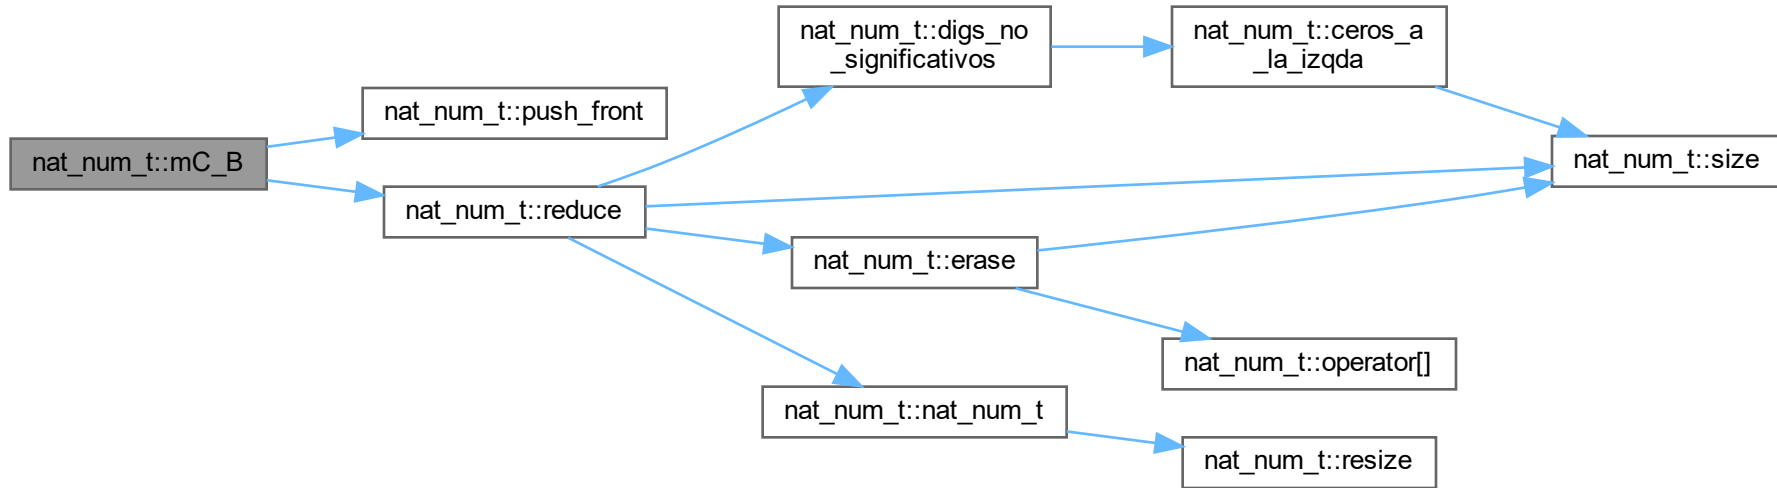 nat_num_t::digs_no
_significativos
nat_num_t::ceros_a
_la_izqda
nat_num_t::push_front
nat_num_t::mC_B
nat_num_t::size
nat_num_t::reduce
nat_num_t::erase
nat_num_t::operator[]
nat_num_t::nat_num_t
nat_num_t::resize